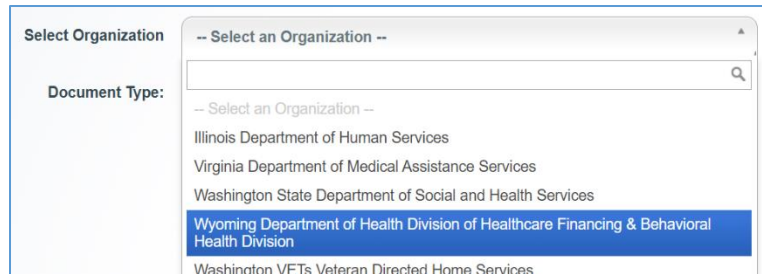 Select Organization
-- Select an Organization --
Document Type:
-- Select an Organization --
Illinois Department of Human Services
Virginia Department of Medical Assistance Services
Washington State Department of Social and Health Services
Wyoming Department of Health Division of Healthcare Financing & Behavioral
Health Division
Washington VETs Veteran Directed Home Services